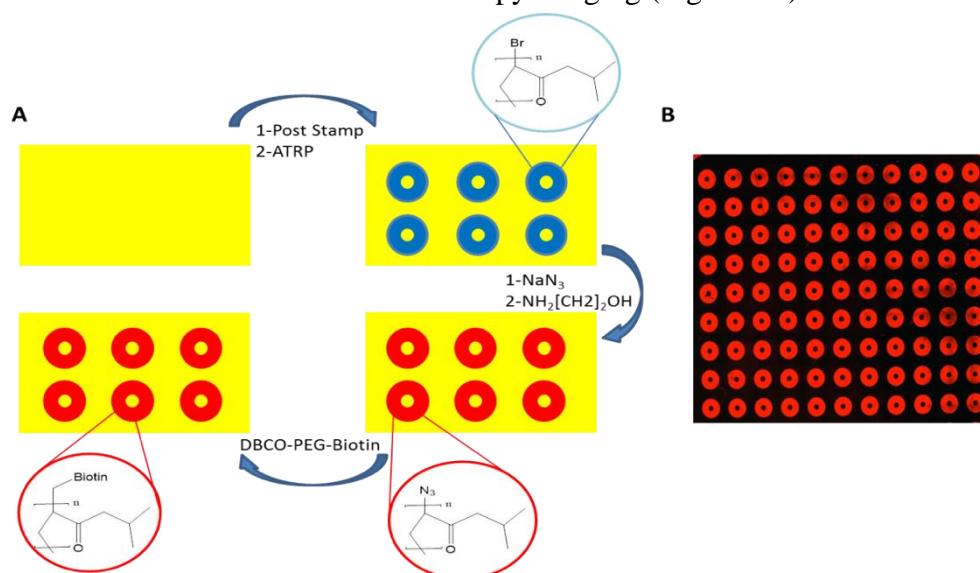 A
1-Post Stamp
2-ATRP
Br
n
O
B
1-NaN₃
2-NH₂[CH2]₂OH
DBCO-PEG-Biotin
Biotin
n
O
N₃
n
O